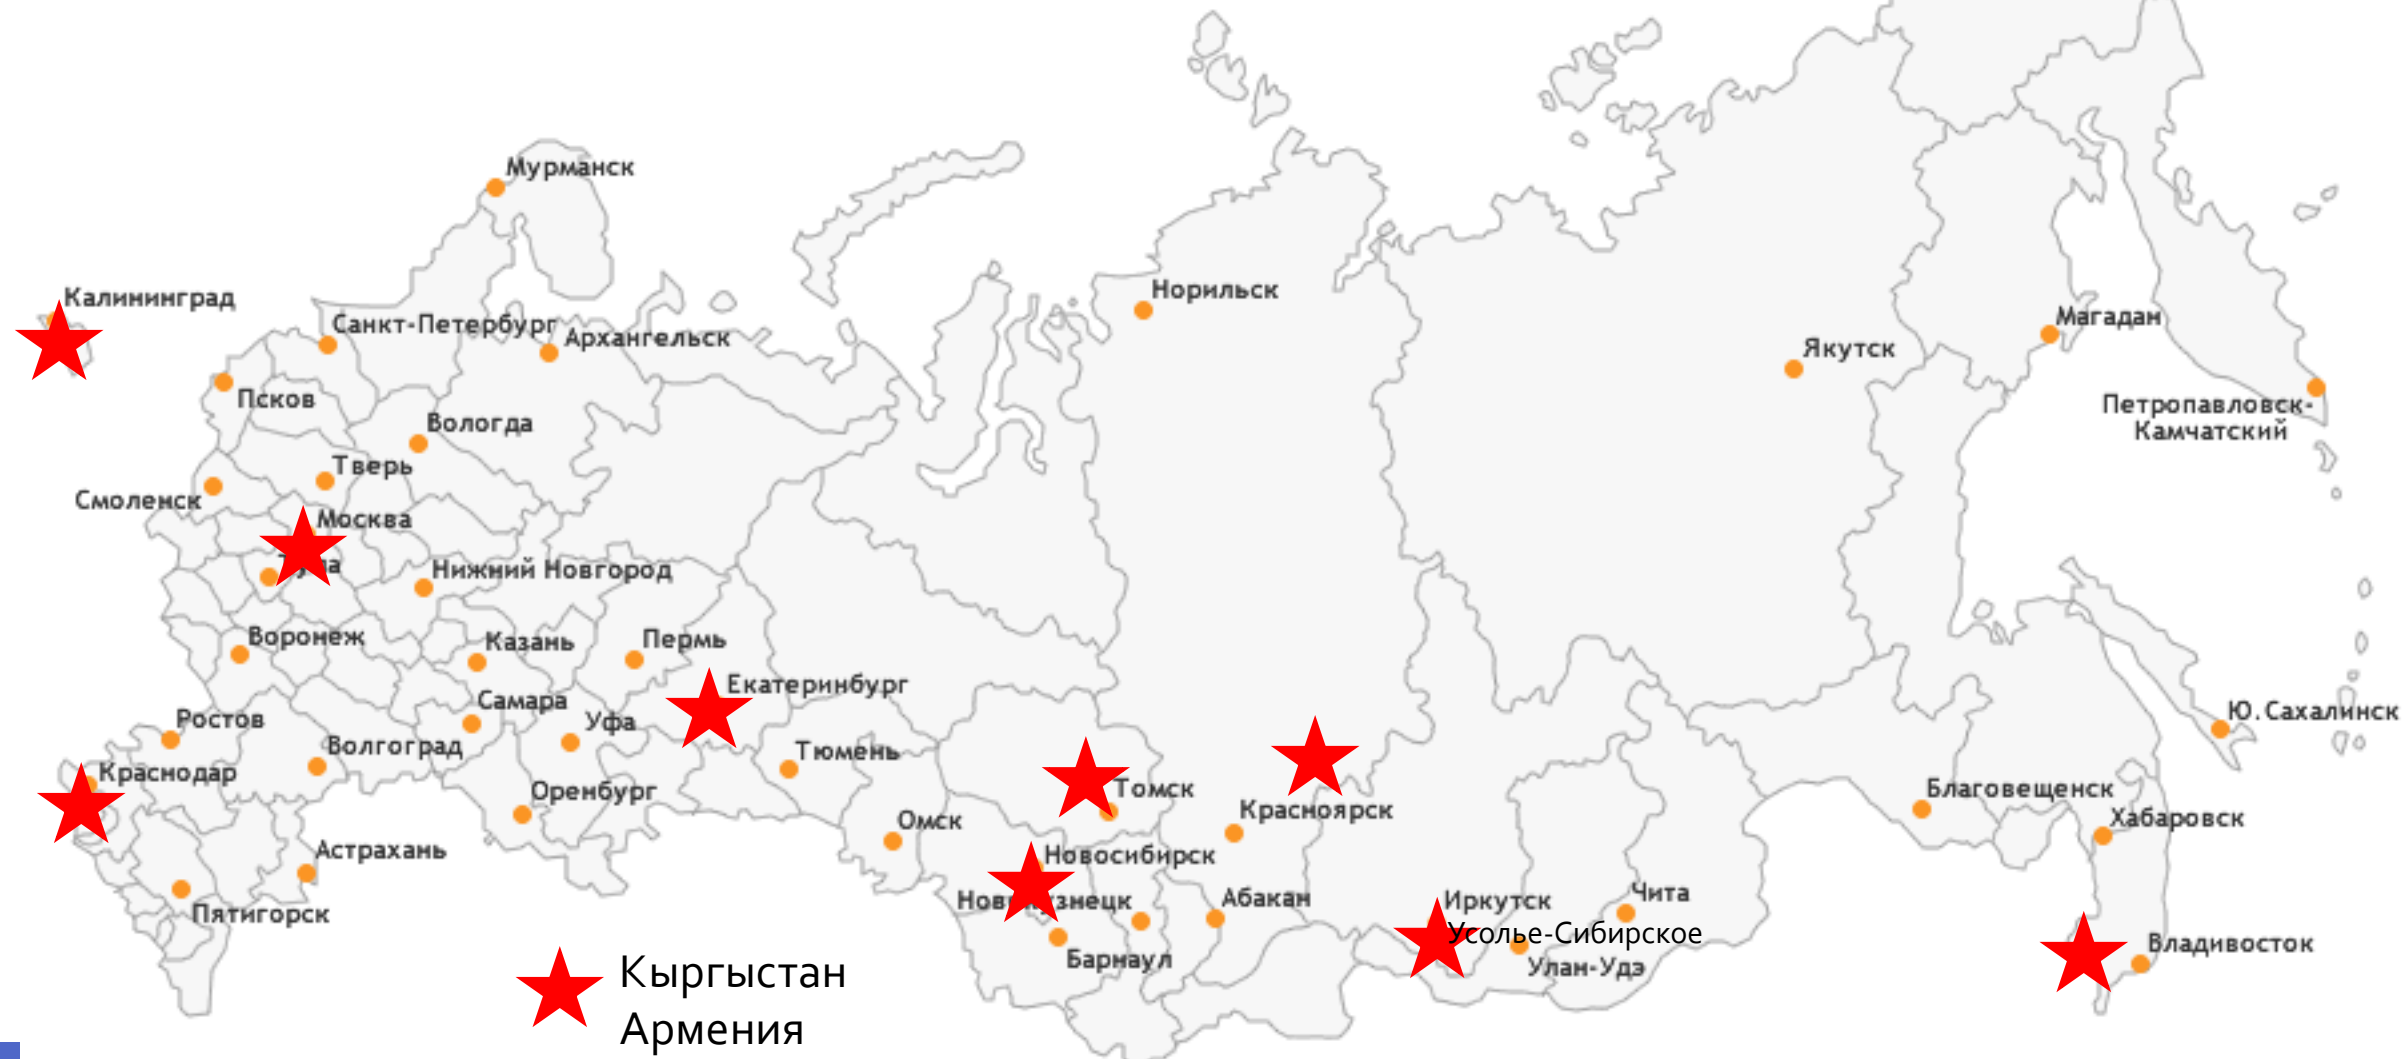 Мурманск
Калининград
Норильск
Санкт-Петербург
Архангельск
Магадан
Якутск
Псков
Петропавловск-
Камчатский
Вологда
Тверь
Смоленск
Москва
Нижний Новгород
Воронеж
Казань
Пермь
Екатеринбург
Самара
Ростов
Уфа
Ю.Сахалинск
Волгоград
Тюмень
Краснодар
Оренбург
Томск
Благовещенск
Красноярск
Хабаровск
Омск
Астрахань
Новосибирск
Абакан
Чита
Иркутск
Пятигорск
Усолье-Сибирское
Владивосток
Барнаул
Улан-Удэ
Кыргыстан
Армения